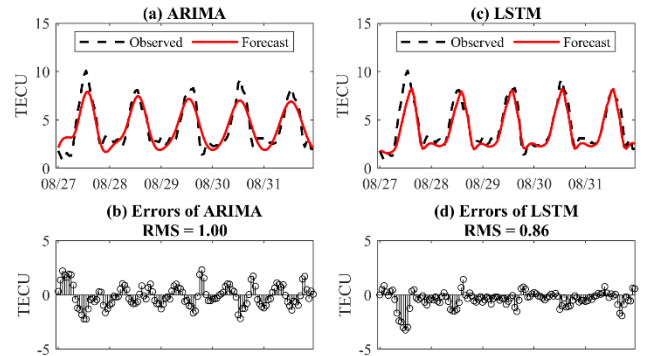 (a) ARIMA
Observed Forecast
TECU
15
10
5
0
08/27 08/28 08/29 08/30 08/31
(c) LSTM
Observed Forecast
TECU
15
10
5
0
08/27 08/28 08/29 08/30 08/31
(b) Errors of ARIMA
RMS = 1.00
TECU
5
0
-5
(d) Errors of LSTM
RMS = 0.86
TECU
5
0
-5